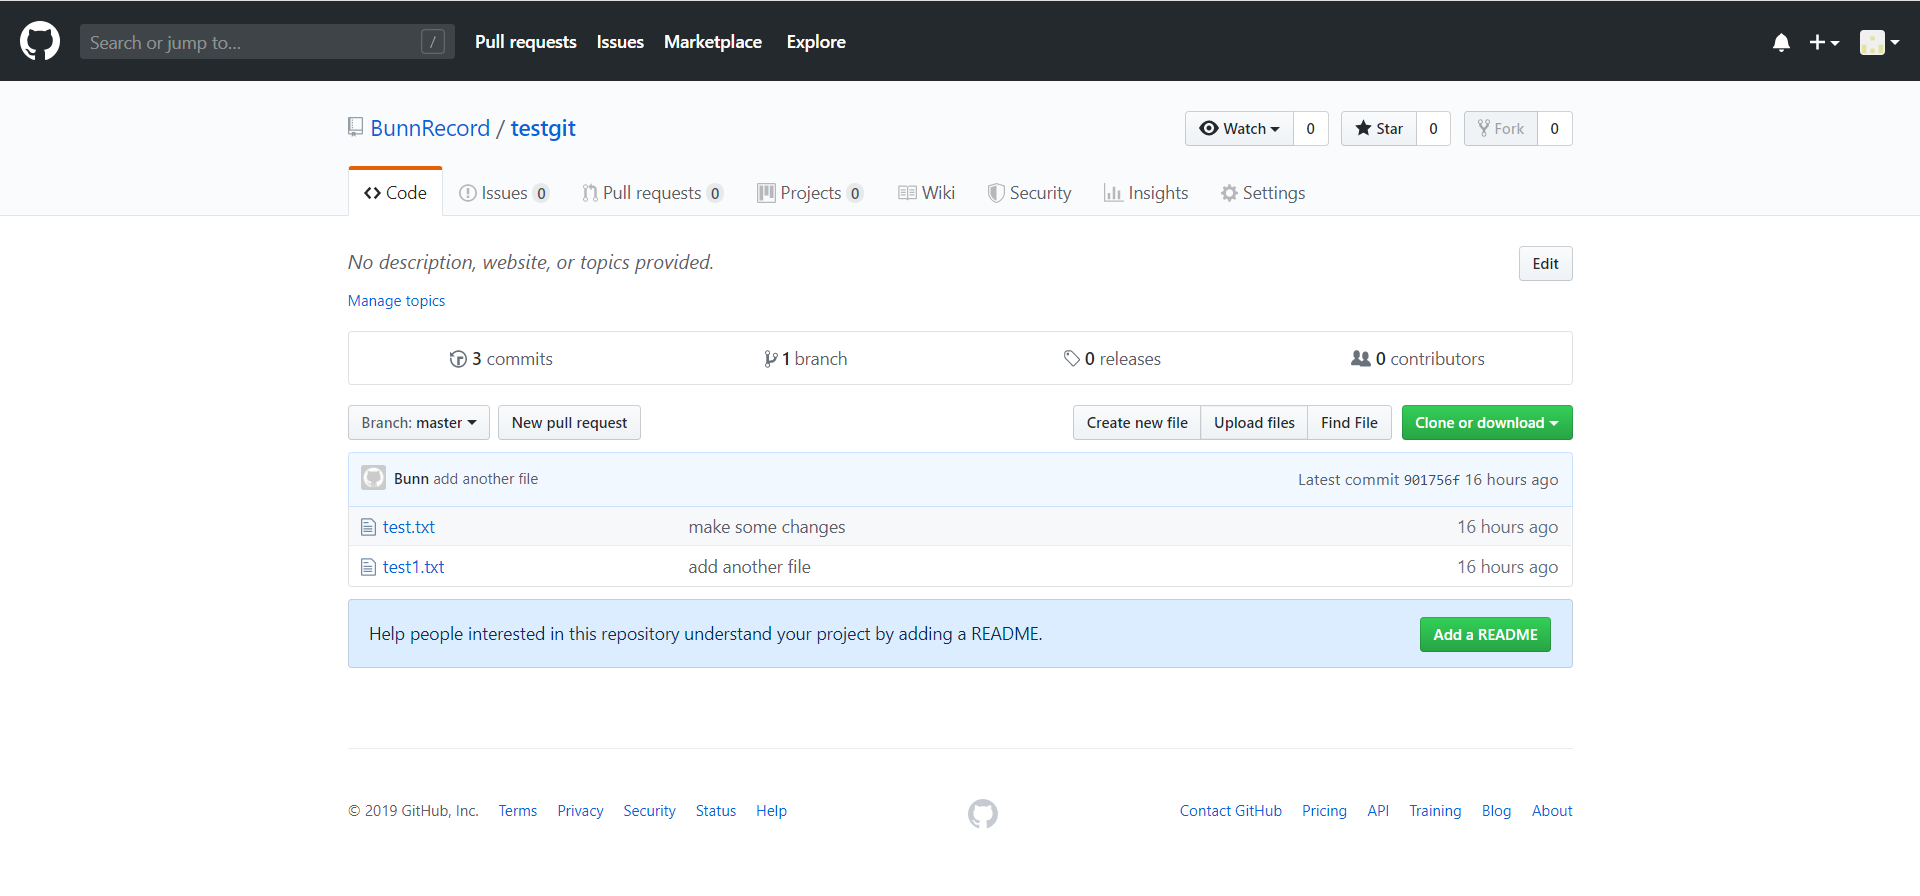 Search or jump to... / Pull requests Issues Marketplace Explore
BunnRecord / testgit Watch 0 Star 0 Fork 0
Code Issues 0 Pull requests 0 Projects 0 Wiki Security Insights Settings
No description, website, or topics provided. Edit
Manage topics
3 commits 1 branch 0 releases 0 contributors
Branch: master New pull request Create new file Upload files Find File Clone or download
Bunn add another file Latest commit 901756f 16 hours ago
test.txt make some changes 16 hours ago
test1.txt add another file 16 hours ago
Help people interested in this repository understand your project by adding a README. Add a README
© 2019 GitHub, Inc. Terms Privacy Security Status Help Contact GitHub Pricing API Training Blog About